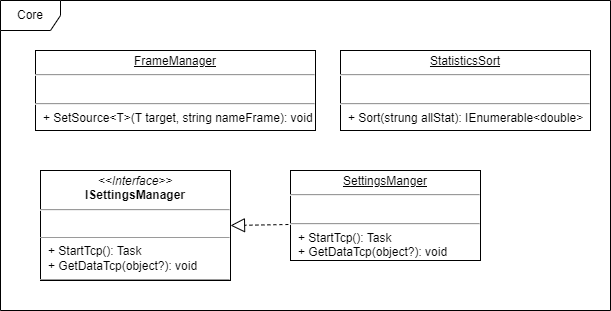 Core
FrameManager
+ SetSource<T>(T target, string nameFrame): void
StatisticsSort
+ Sort(strung allStat): IEnumerable<double>
<<Interface>>
ISettingsManager
+ StartTcp(): Task
+ GetDataTcp(object?): void
SettingsManger
+ StartTcp(): Task
+ GetDataTcp(object?): void